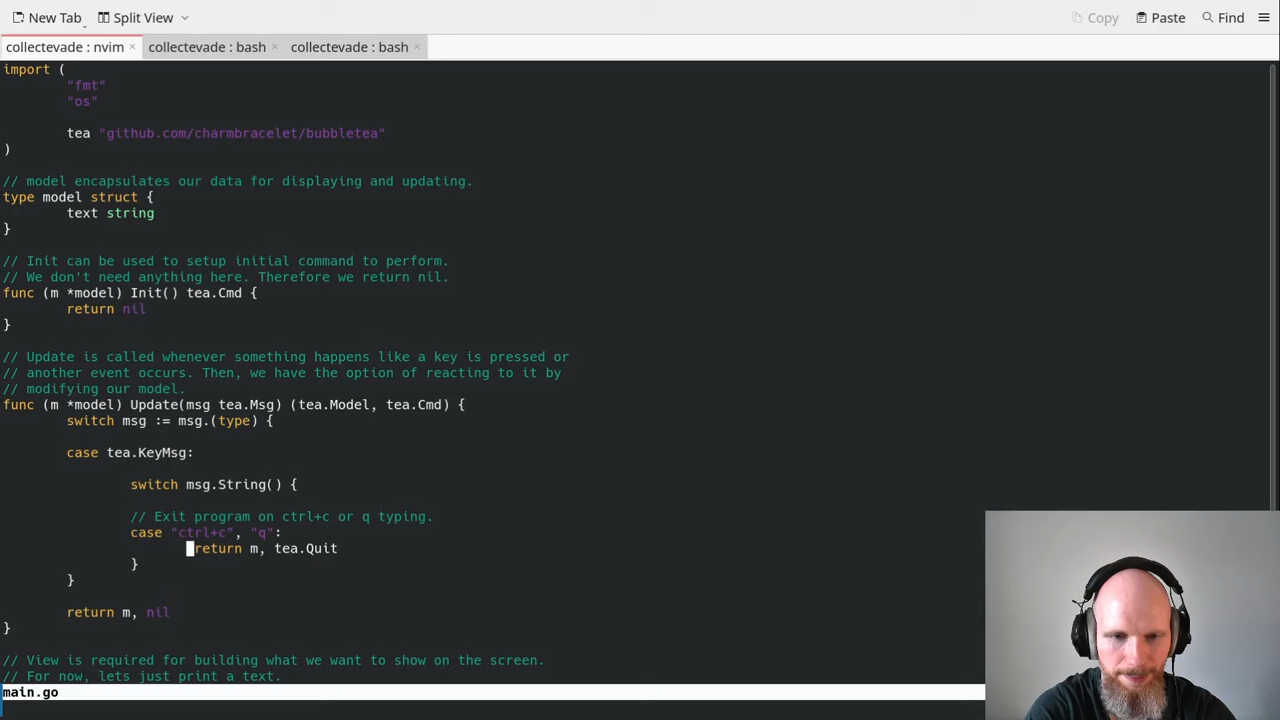 New Tab Split View Copy Paste Find
collectevade : nvim collectevade : bash collectevade : bash
import (
"fmt"
"os"
tea "github.com/charmbracelet/bubbletea"
)
// model encapsulates our data for displaying and updating.
type model struct {
text string
}
// Init can be used to setup initial command to perform.
// We don't need anything here. Therefore we return nil.
func (m *model) Init() tea.Cmd {
return nil
}
// Update is called whenever something happens like a key is pressed or
// another event occurs. Then, we have the option of reacting to it by
// modifying our model.
func (m *model) Update(msg tea.Msg) (tea.Model, tea.Cmd) {
switch msg := msg.(type) {
case tea.KeyMsg:
switch msg.String() {
// Exit program on ctrl+c or q typing.
case "ctrl+c", "q":
return m, tea.Quit
}
}
return m, nil
}
// View is required for building what we want to show on the screen.
// For now, lets just print a text.
main.go